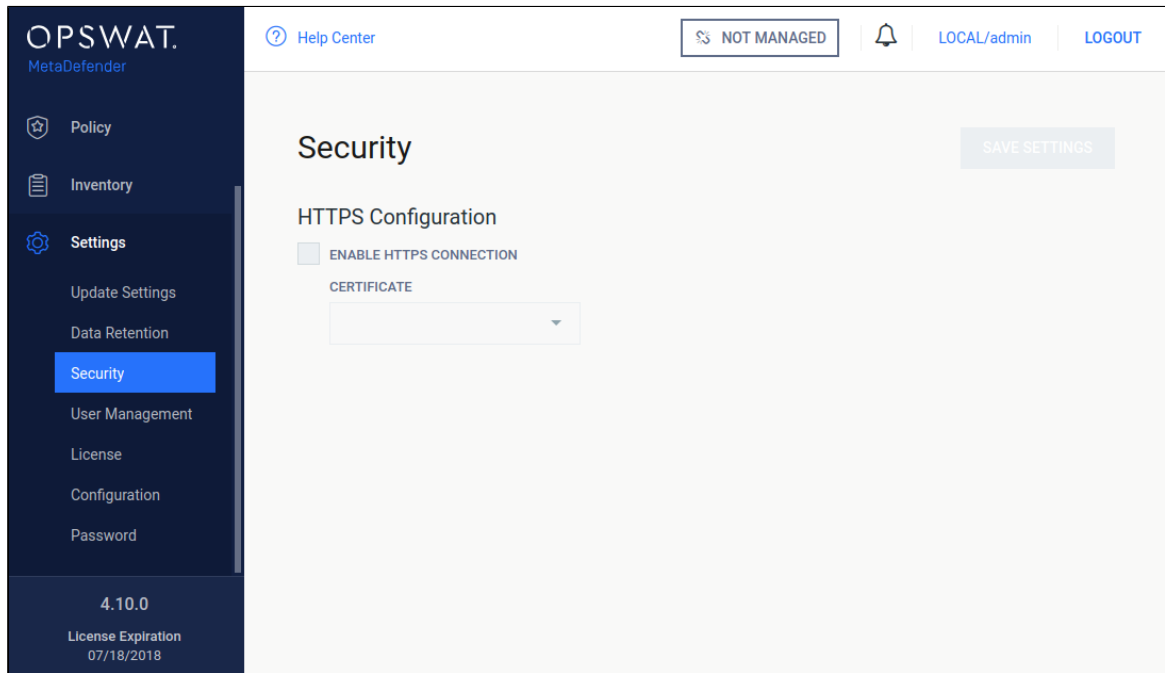 OPSWAT.
MetaDefender
Policy
Inventory
Settings
Update Settings
Data Retention
Security
User Management
License
Configuration
Password
4.10.0
License Expiration
07/18/2018
? Help Center
NOT MANAGED
LOCAL/admin
LOGOUT
Security
SAVE SETTINGS
HTTPS Configuration
ENABLE HTTPS CONNECTION
CERTIFICATE